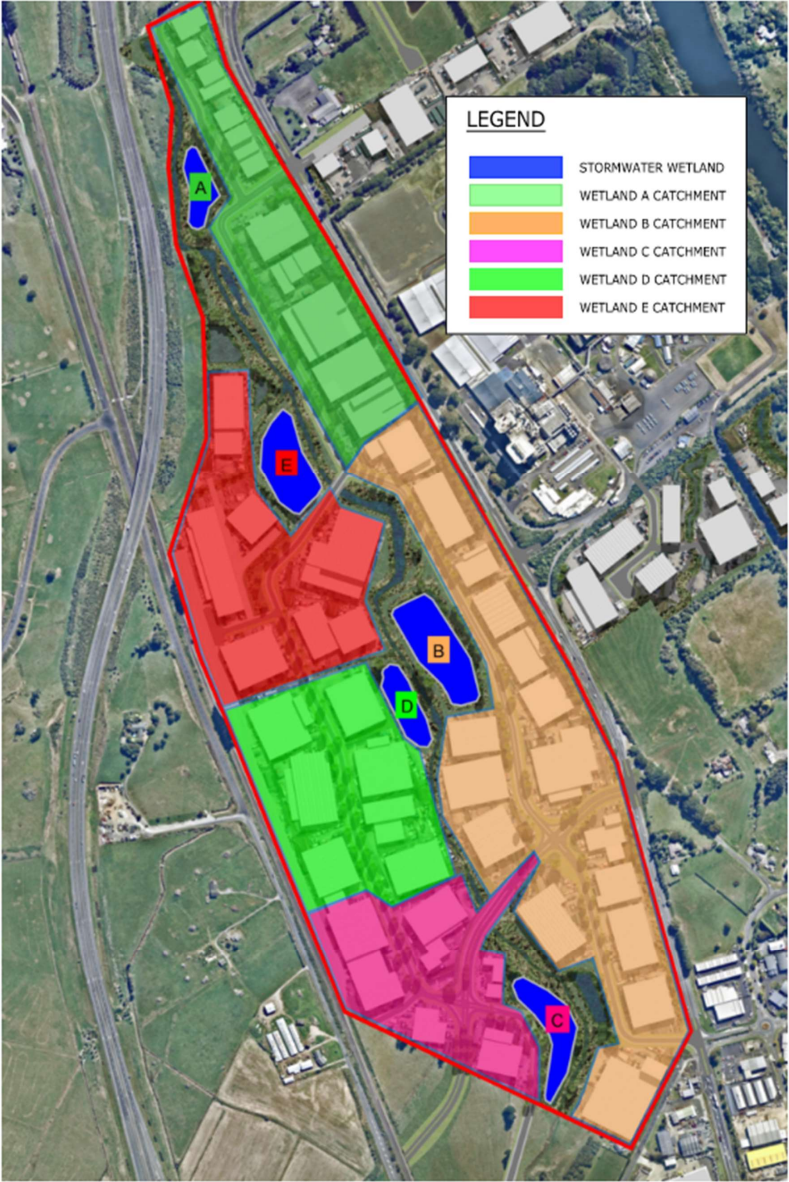 LEGEND
STORMWATER WETLAND
WETLAND A CATCHMENT
WETLAND B CATCHMENT
WETLAND C CATCHMENT
WETLAND D CATCHMENT
WETLAND E CATCHMENT
A
E
B
D
C